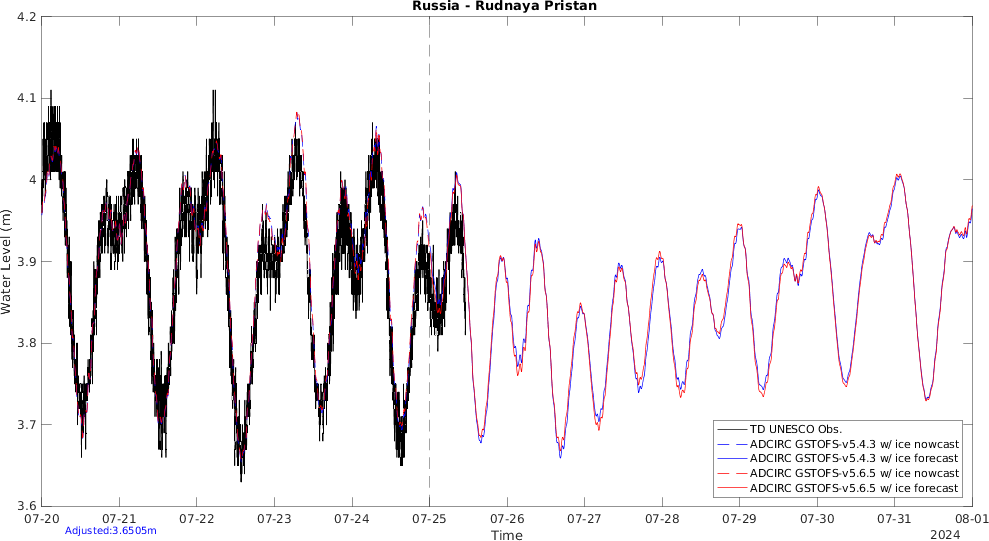 Russia - Rudnaya Pristan
4.2
4.1
4
3.9
3.8
3.7
3.6
Water Level (m)
TD UNESCO Obs.
ADCIRC GSTOFS-v5.4.3 w/ ice nowcast
ADCIRC GSTOFS-v5.4.3 w/ ice forecast
ADCIRC GSTOFS-v5.6.5 w/ ice nowcast
ADCIRC GSTOFS-v5.6.5 w/ ice forecast
07-20 07-21 07-22 07-23 07-24 07-25 07-26 07-27 07-28 07-29 07-30 07-31 08-01
Adjusted:3.6505m
Time
2024